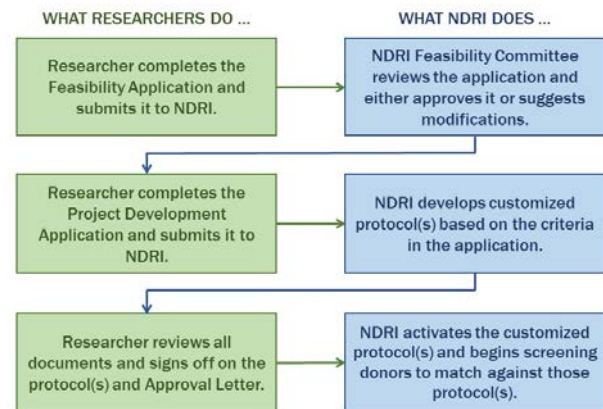 WHAT RESEARCHERS DO ...
WHAT NDRI DOES ...
Researcher completes the
Feasibility Application and
submits it to NDRI.
NDRI Feasibility Committee
reviews the application and
either approves it or suggests
modifications.
Researcher completes the
Project Development
Application and submits it to
NDRI.
NDRI develops customized
protocol(s) based on the criteria
in the application.
Researcher reviews all
documents and signs off on the
protocol(s) and Approval Letter.
NDRI activates the customized
protocol(s) and begins screening
donors to match against those
protocol(s).